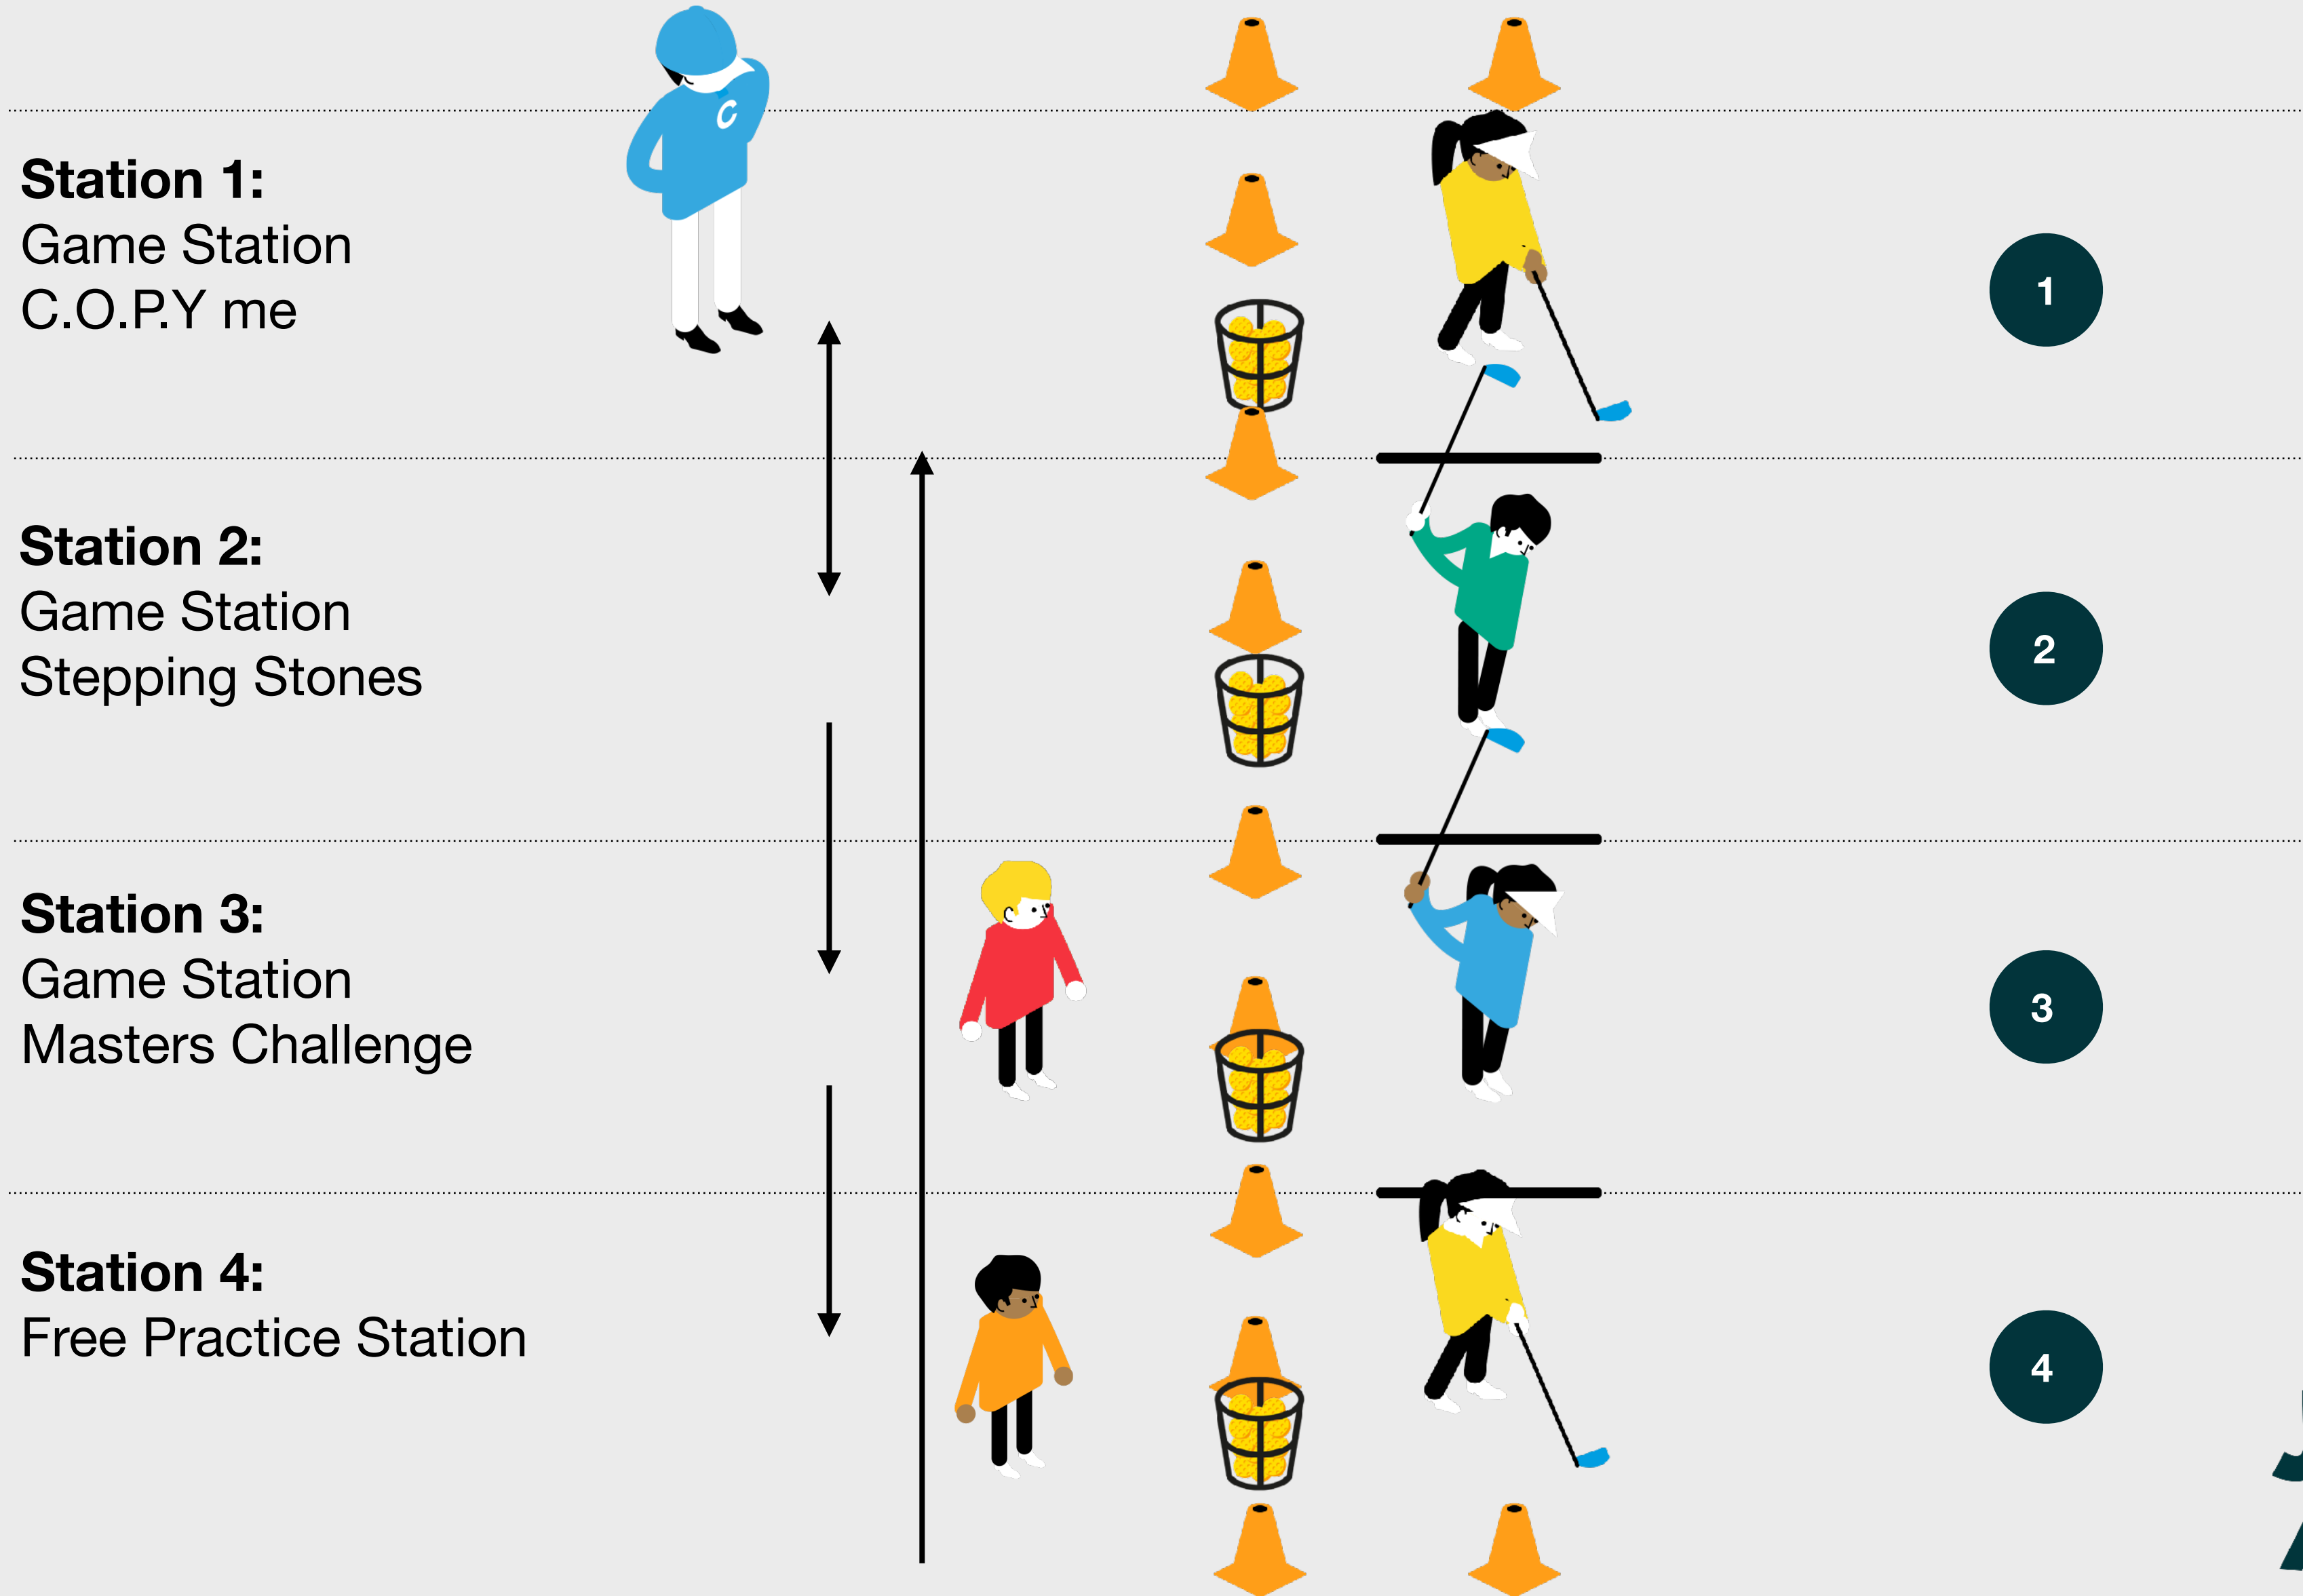 Station 1:
Game Station
C.O.P.Y me
1
C
Station 2:
Game Station
Stepping Stones
2
Station 3:
Game Station
Masters Challenge
3
Station 4:
Free Practice Station
4